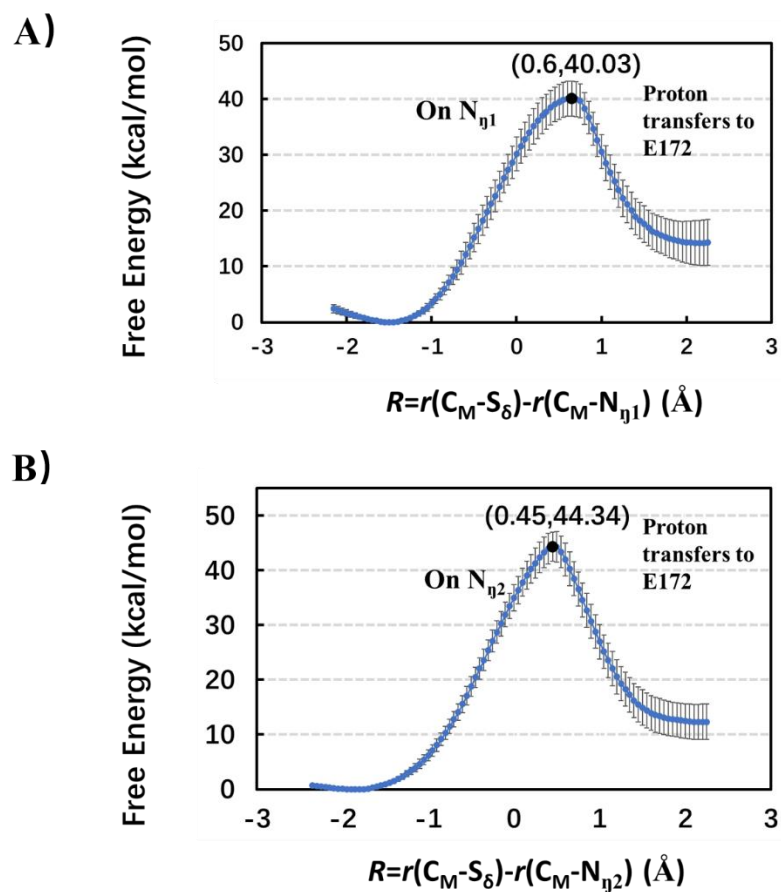 A)
50
40
30
20
10
0
Free Energy (kcal/mol)
(0.6,40.03)
On Nη1
Proton
transfers to
E172
-3 -2 -1 0 1 2 3
R=r(CM-Sδ)-r(CM-Nη1) (Å)
B)
50
40
30
20
10
0
Free Energy (kcal/mol)
(0.45,44.34)
On Nη2
Proton
transfers to
E172
-3 -2 -1 0 1 2 3
R=r(CM-Sδ)-r(CM-Nη2) (Å)